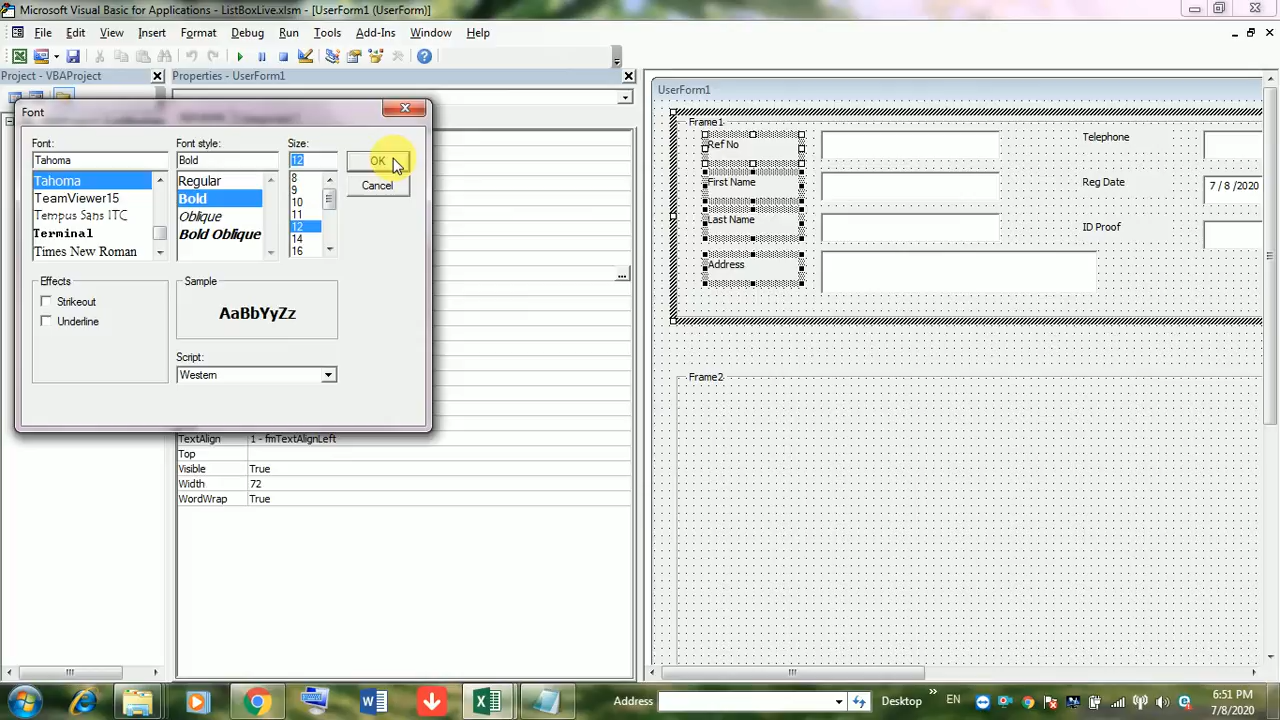 Microsoft Visual Basic for Applications - ListBoxLive.xlsm - [UserForm1 (UserForm)]
File Edit View Insert Format Debug Run Tools Add-Ins Window Help
Project - VBAProject
Properties - UserForm1
UserForm1
Font
Font:
Font style:
Size:
Tahoma
Bold
12
OK
Cancel
Tahoma
TeamViewer15
Tempus Sans ITC
Terminal
Times New Roman
Regular
Bold
Oblique
Bold Oblique
8
9
10
11
12
14
16
Effects
Strikeout
Underline
Sample
AaBbYyZz
Script:
Western
...
TextAlign 1 - fmTextAlignLeft
Top
Visible True
Width 72
WordWrap True
Frame1
Ref No
First Name
Last Name
Address
Telephone
Reg Date
7 / 8 /2020
ID Proof
Frame2
Address
Desktop
»
EN
6:51 PM
7/8/2020